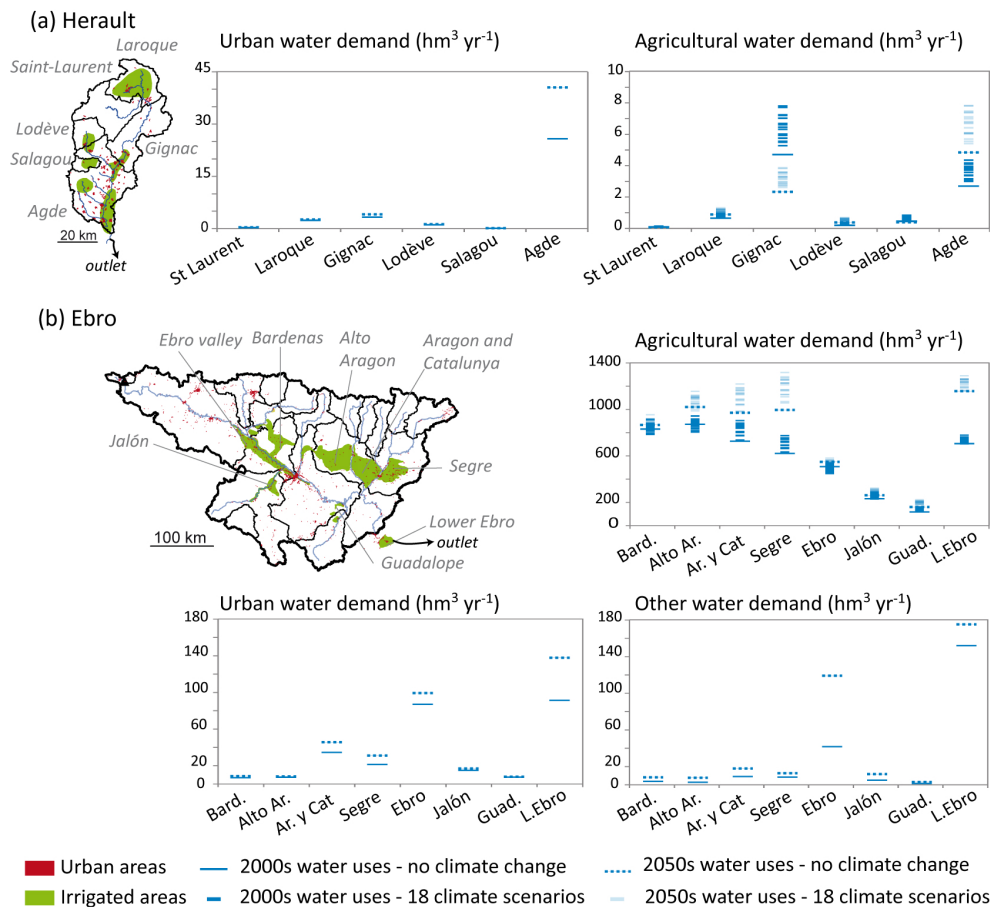 (a) Herault
Laroque
Saint-Laurent
Lodève
Salagou
Gignac
Agde
20 km
outlet
Urban water demand (hm³ yr⁻¹)
45
35
25
15
5
0
St Laurent
Laroque
Gignac
Lodève
Salagou
Agde
Agricultural water demand (hm³ yr⁻¹)
10
8
6
4
2
0
St Laurent
Laroque
Gignac
Lodève
Salagou
Agde
(b) Ebro
Ebro valley
Bardenas
Alto
Aragon
Aragon and
Catalunya
Jalón
Segre
Lower Ebro
outlet
Guadalope
100 km
Agricultural water demand (hm³ yr⁻¹)
1400
1000
600
200
0
Bard.
Alto Ar.
Ar. y Cat
Segre
Ebro
Jalón
Guad.
L.Ebro
Urban water demand (hm³ yr⁻¹)
180
140
100
60
20
0
Bard.
Alto Ar.
Ar. y Cat
Segre
Ebro
Jalón
Guad.
L.Ebro
Other water demand (hm³ yr⁻¹)
180
140
100
60
20
0
Bard.
Alto Ar.
Ar. y Cat
Segre
Ebro
Jalón
Guad.
L.Ebro
Urban areas
2000s water uses - no climate change
2050s water uses - no climate change
Irrigated areas
2000s water uses - 18 climate scenarios
2050s water uses - 18 climate scenarios